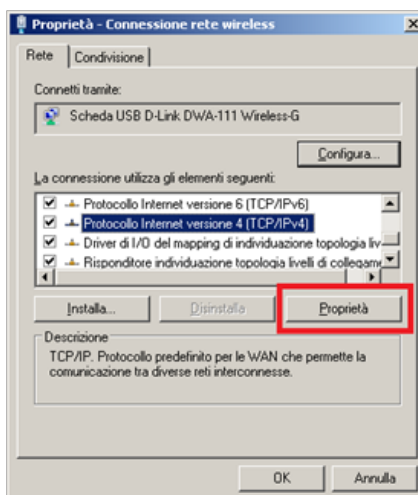 Proprietà - Connessione rete wireless
Rete
Condivisione
Connetti tramite:
Scheda USB D-Link DWA-111 Wireless-G
Configura...
La connessione utilizza gli elementi seguenti:
Protocollo Internet versione 6 (TCP/IPv6)
Protocollo Internet versione 4 (TCP/IPv4)
Driver di I/O del mapping di individuazione topologia liv
Risponditore individuazione topologia livelli di collegame
Installa...
Disinstalla
Proprietà
Descrizione
TCP/IP. Protocollo predefinito per le WAN che permette la
comunicazione tra diverse reti interconnesse.
OK
Annulla